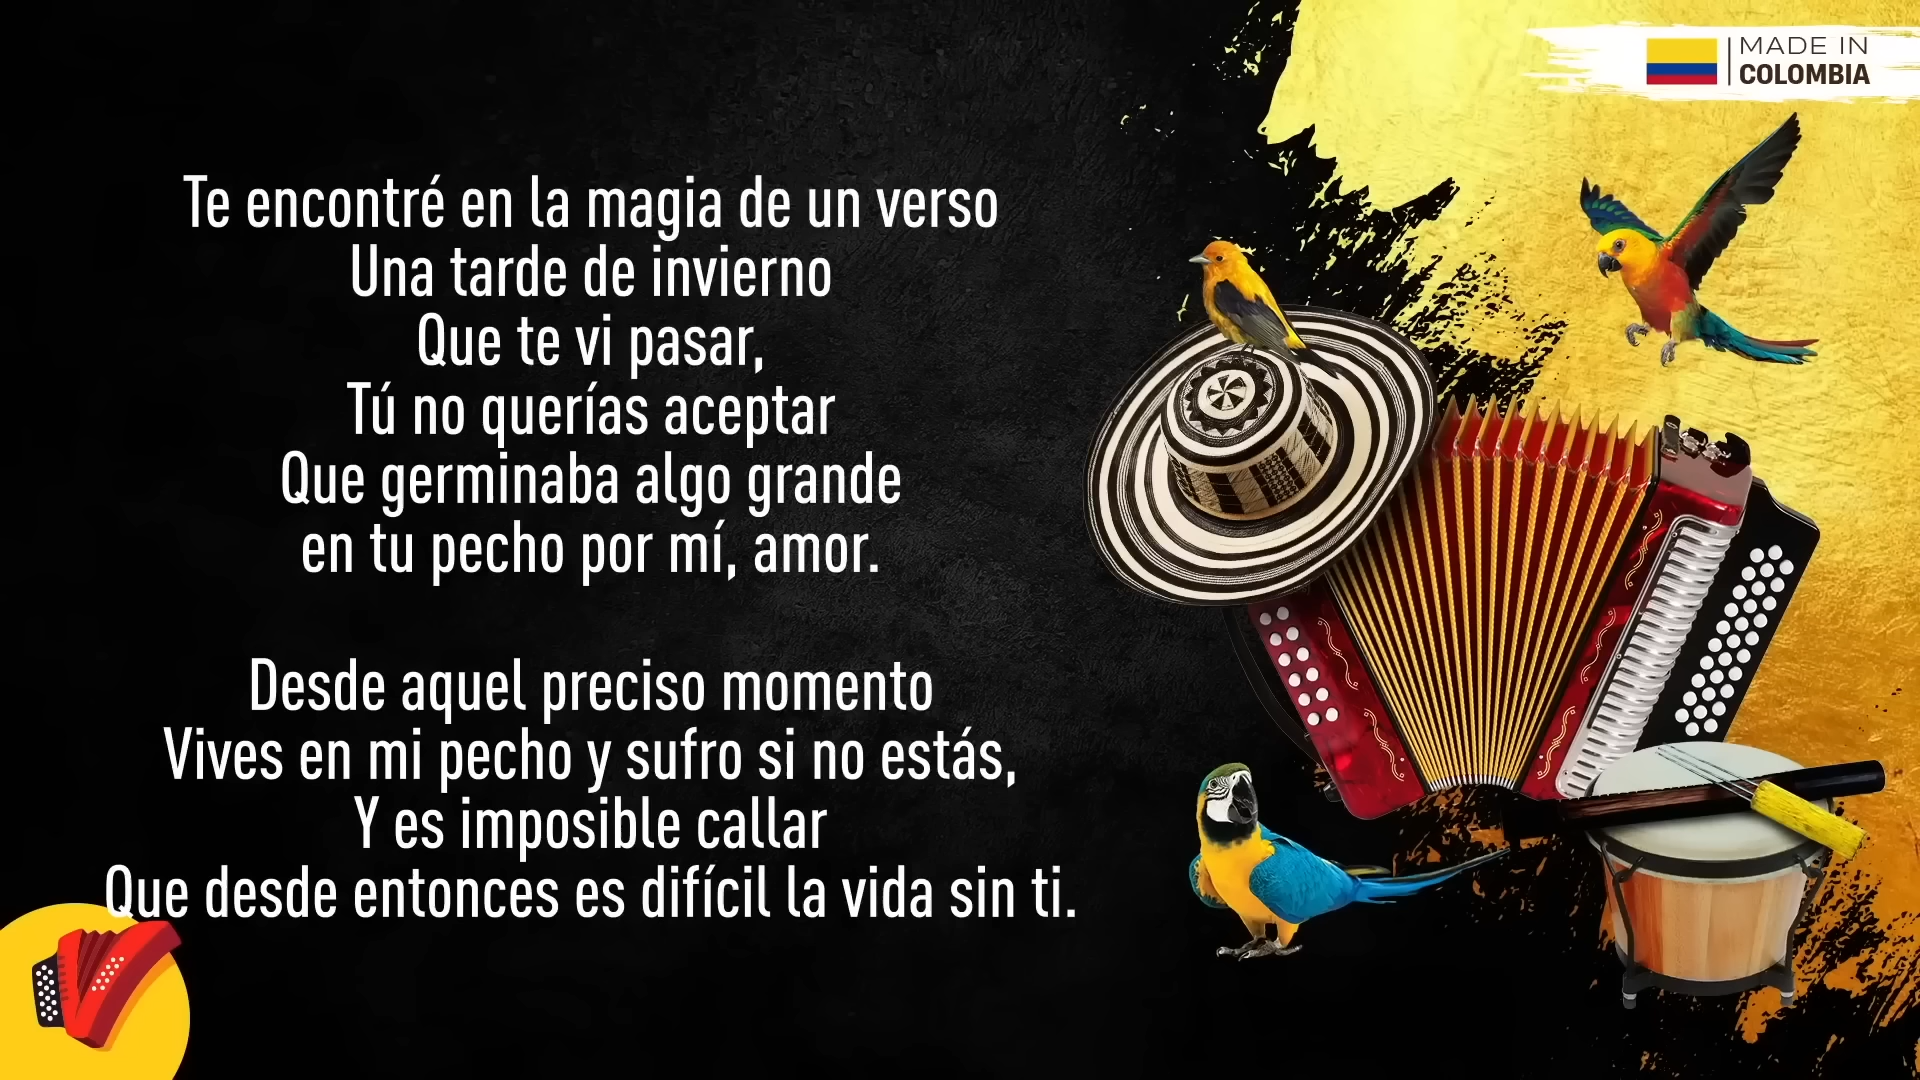 MADE IN
COLOMBIA
Te encontré en la magia de un verso
Una tarde de invierno
Que te vi pasar,
Tú no querías aceptar
Que germinaba algo grande
en tu pecho por mí, amor.
Desde aquel preciso momento
Vives en mi pecho y sufro si no estás,
Y es imposible callar
Que desde entonces es difícil la vida sin ti.